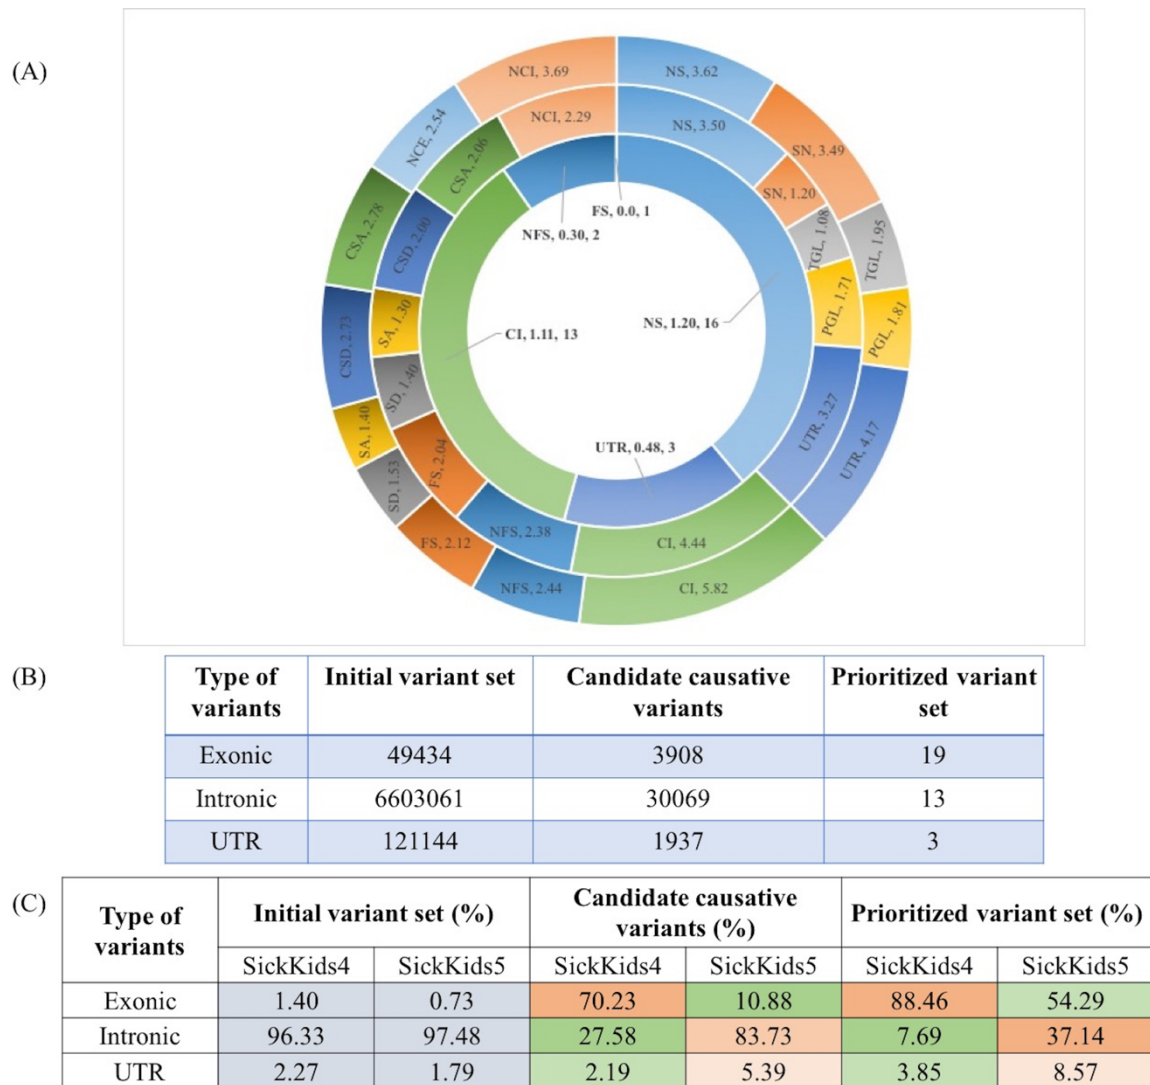 (A)
NCI, 3.69
NS, 3.62
SN, 3.49
TGL, 1.95
PGL, 1.81
UTR, 4.17
CI, 5.82
NFS, 2.44
FS, 2.12
SD, 1.53
SA, 1.40
CSD, 2.73
CSA, 2.78
NCE, 2.54
NCI, 2.29
NS, 3.50
SN, 1.20
TGL, 1.08
PGL, 1.71
UTR, 3.27
CI, 4.44
NFS, 2.38
FS, 2.04
SD, 1.40
SA, 1.30
CSD, 2.00
CSA, 2.06
FS, 0.0, 1
NFS, 0.30, 2
NS, 1.20, 16
CI, 1.11, 13
UTR, 0.48, 3
(B)
Type of variants Initial variant set Candidate causative variants Prioritized variant set
Exonic 49434 3908 19
Intronic 6603061 30069 13
UTR 121144 1937 3
(C)
Type of variants Initial variant set (%) Candidate causative variants (%) Prioritized variant set (%)
SickKids4 SickKids5 SickKids4 SickKids5 SickKids4 SickKids5
Exonic 1.40 0.73 70.23 10.88 88.46 54.29
Intronic 96.33 97.48 27.58 83.73 7.69 37.14
UTR 2.27 1.79 2.19 5.39 3.85 8.57